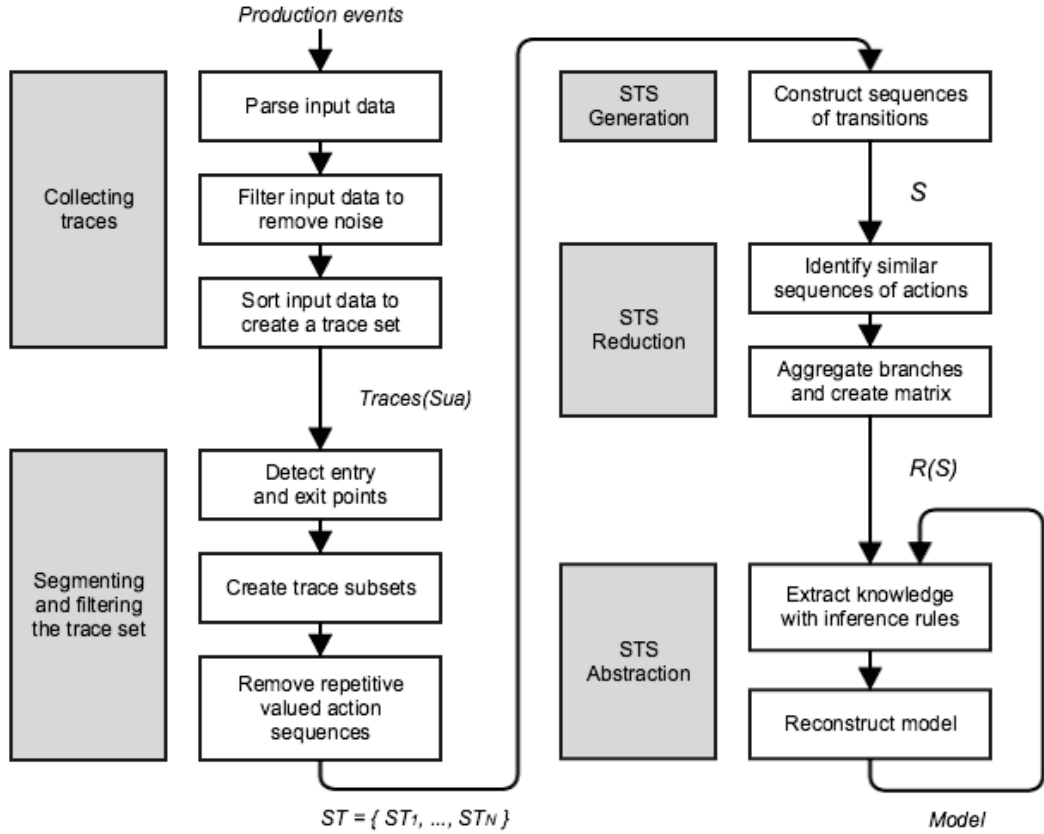 Production events
Collecting
traces
Parse input data
Filter input data to
remove noise
Sort input data to
create a trace set
Traces(Sua)
Segmenting
and filtering
the trace set
Detect entry
and exit points
Create trace subsets
Remove repetitive
valued action
sequences
ST = { ST1, ..., STN }
STS
Generation
Construct sequences
of transitions
S
STS
Reduction
Identify similar
sequences of actions
Aggregate branches
and create matrix
R(S)
STS
Abstraction
Extract knowledge
with inference rules
Reconstruct model
Model